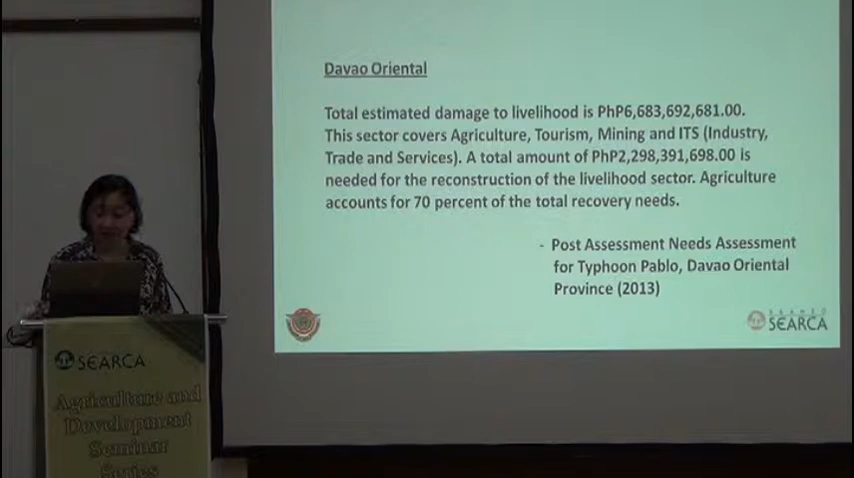 Davao Oriental
Total estimated damage to livelihood is PhP6,683,692,681.00.
This sector covers Agriculture, Tourism, Mining and ITS (Industry,
Trade and Services). A total amount of PhP2,298,391,698.00 is
needed for the reconstruction of the livelihood sector. Agriculture
accounts for 70 percent of the total recovery needs.
- Post Assessment Needs Assessment
for Typhoon Pablo, Davao Oriental
Province (2013)
SEARCA
SEARCA
Agriculture and
Development
Seminar
Series